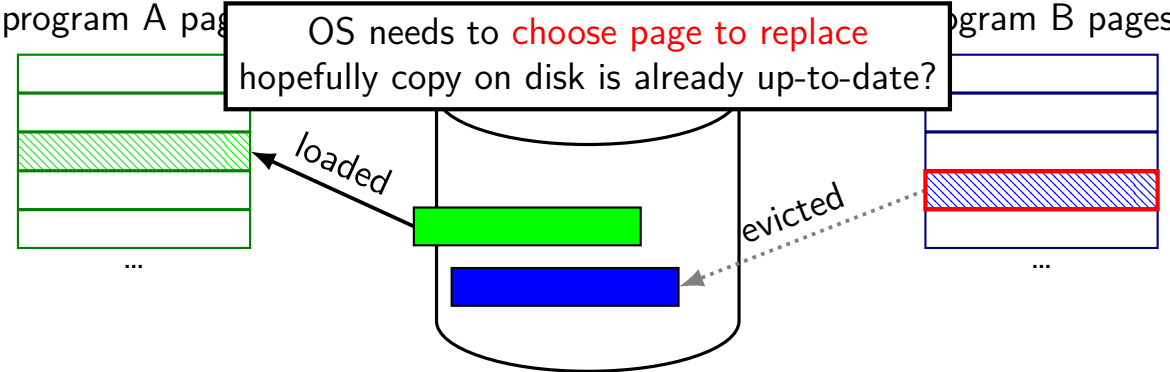 program A pag
OS needs to choose page to replace
hopefully copy on disk is already up-to-date?
ogram B pages
loaded
evicted
...
...